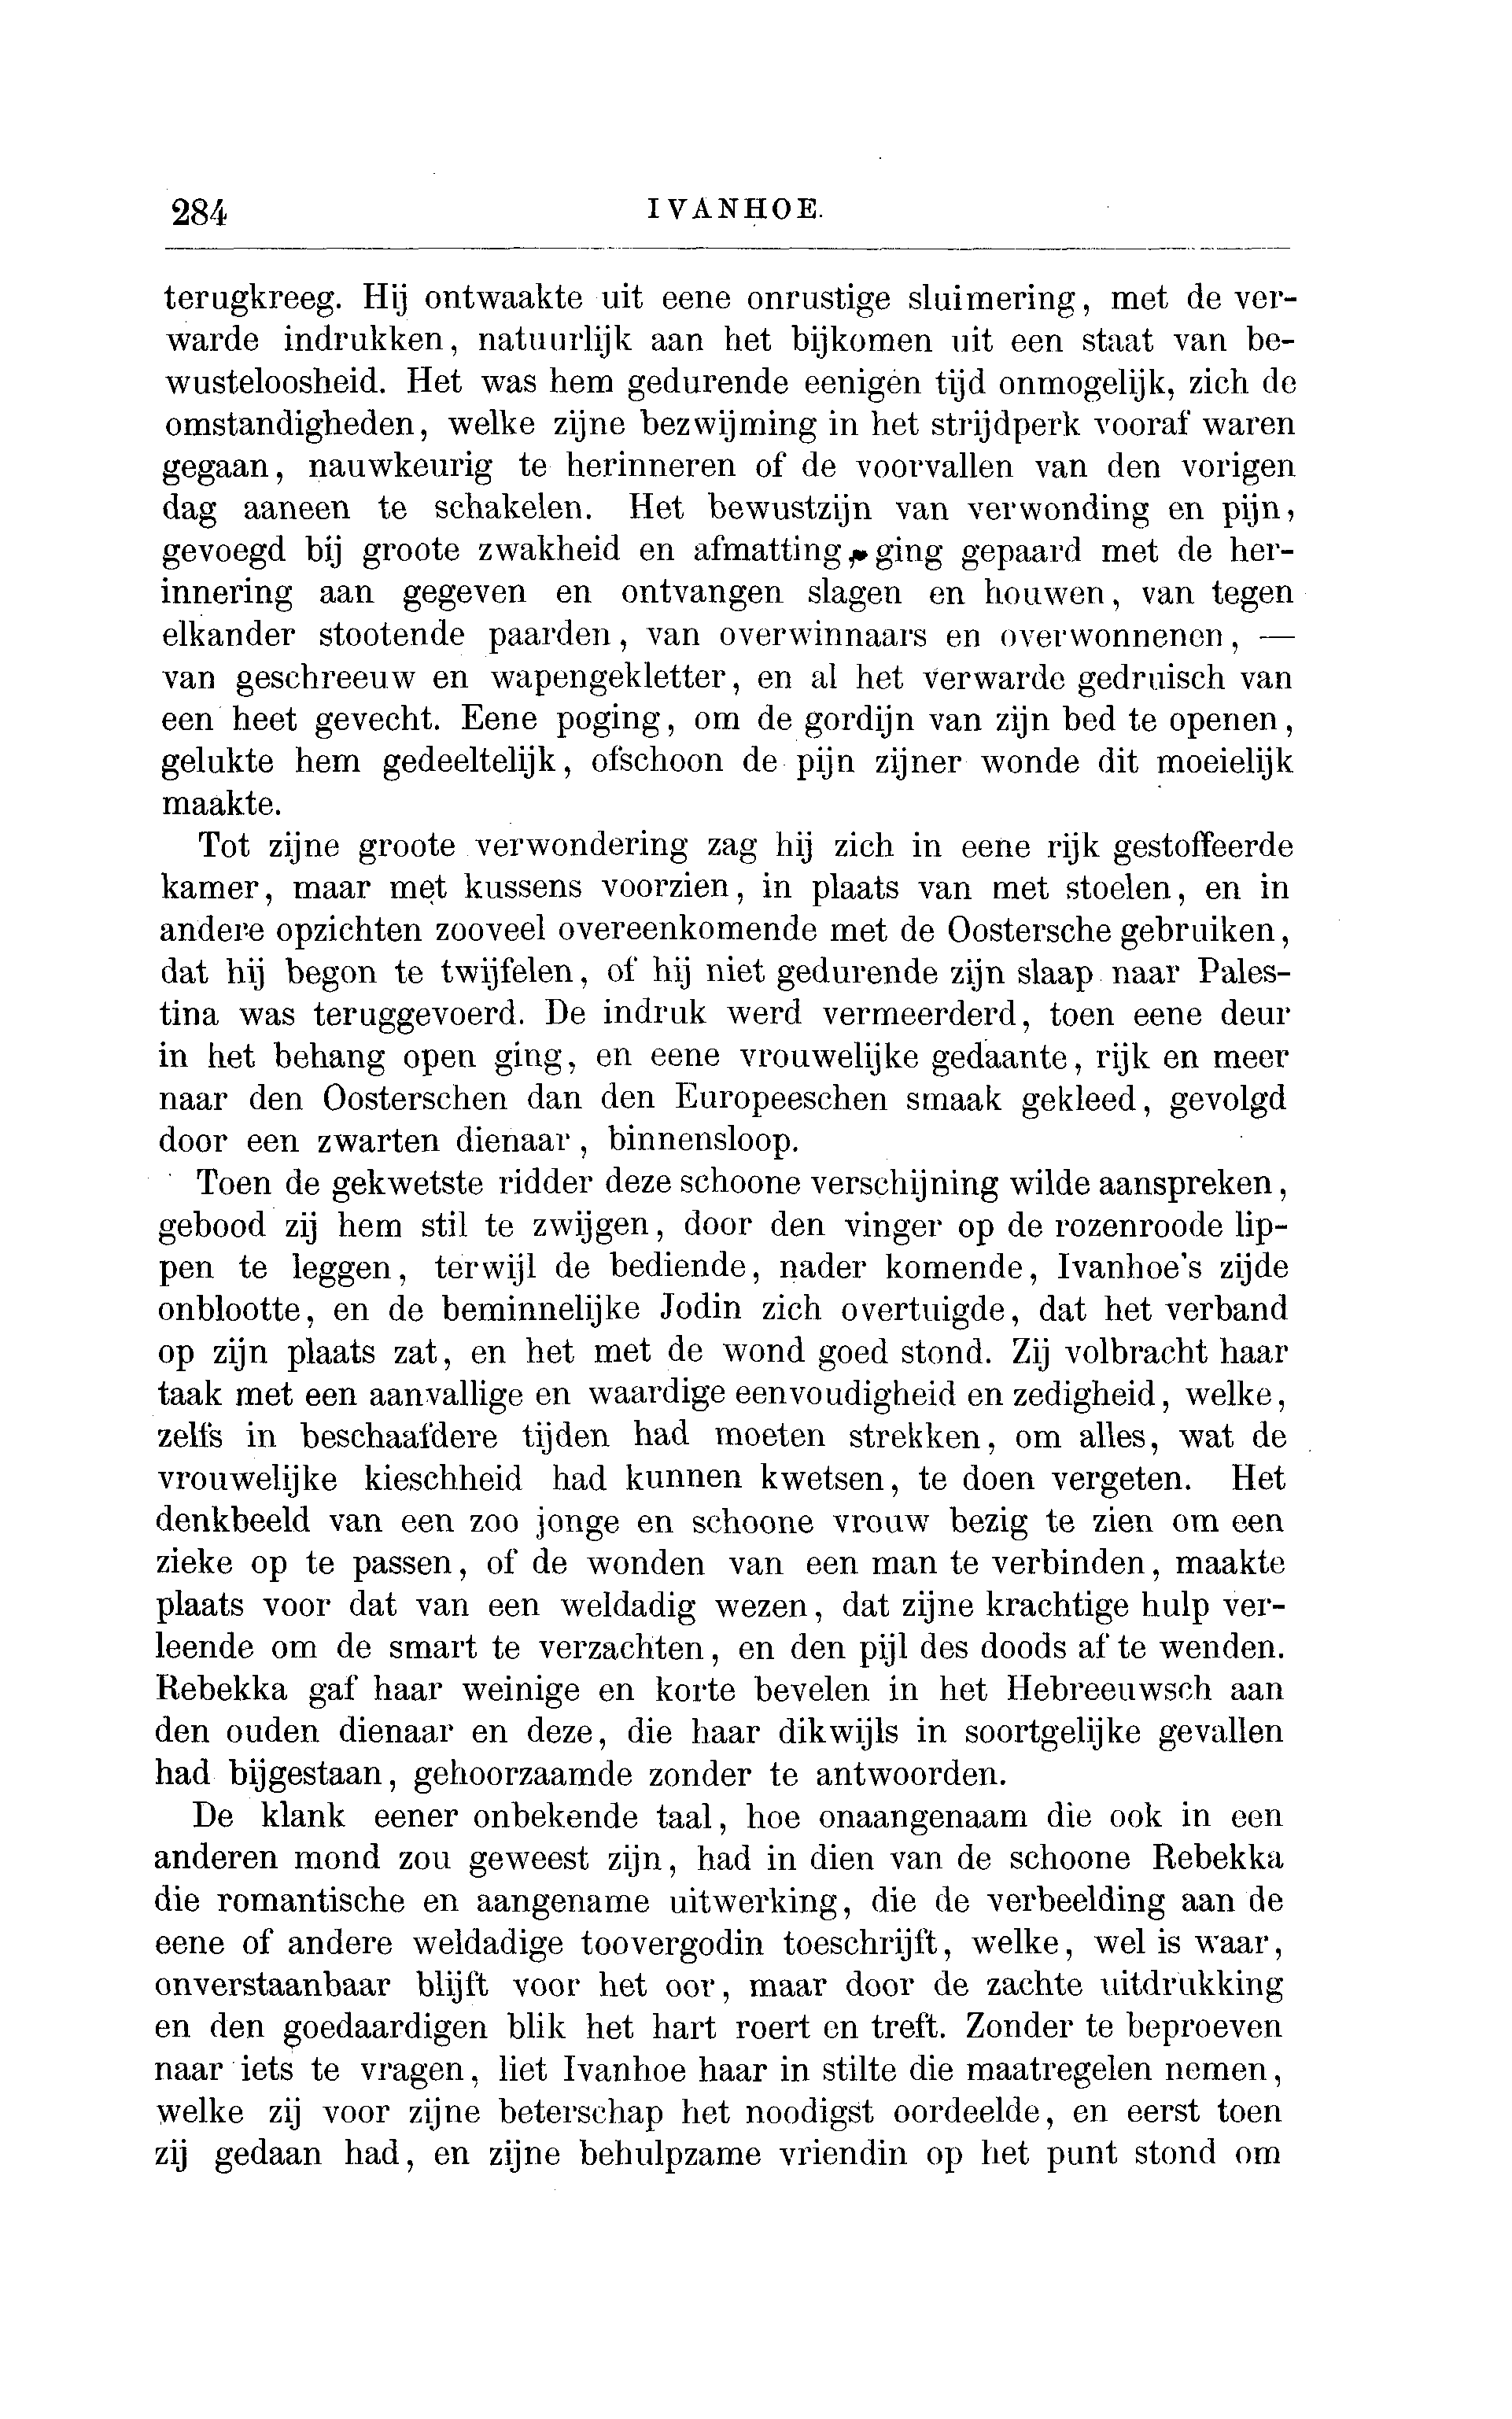 284 IVANHOE.
terugkreeg. Hij ontwaakte uit eene onrustige sluimering, met de ver-
warde indrukken, natuurlijk aan het bijkomen uit een staat van be-
wusteloosheid. Het was hem gedurende eenigen tijd onmogelijk, zich de
omstandigheden, welke zijne bezwijming in het strijdperk vooraf waren
gegaan, nauwkeurig te herinneren of de voorvallen van den vorigen
dag aaneen te schakelen. Het bewustzijn van verwonding en pijn,
gevoegd bij groote zwakheid en afmatting, ging gepaard met de her-
innering aan gegeven en ontvangen slagen en houwen, van tegen
elkander stootende paarden, van overwinnaars en overwonnenen, —
van geschreeuw en wapengekletter, en al het verwarde gedruisch van
een heet gevecht. Eene poging, om de gordijn van zijn bed te openen,
gelukte hem gedeeltelijk, ofschoon de pijn zijner wonde dit moeielijk
maakte.
Tot zijne groote verwondering zag hij zich in eene rijk gestoffeerde
kamer, maar met kussens voorzien, in plaats van met stoelen, en in
andere opzichten zooveel overeenkomende met de Oostersche gebruiken,
dat hij begon te twijfelen, of hij niet gedurende zijn slaap naar Pales-
tina was teruggevoerd. De indruk werd vermeerderd, toen eene deur
in het behang open ging, en eene vrouwelijke gedaante, rijk en meer
naar den Oosterschen dan den Europeeschen smaak gekleed, gevolgd
door een zwarten dienaar, binnensloop.
Toen de gekwetste ridder deze schoone verschijning wilde aanspreken,
gebood zij hem stil te zwijgen, door den vinger op de rozenroode lip-
pen te leggen, terwijl de bediende, nader komende, Ivanhoe's zijde
onblootte, en de beminnelijke Jodin zich overtuigde, dat het verband
op zijn plaats zat, en het met de wond goed stond. Zij volbracht haar
taak met een aanvallige en waardige eenvoudigheid en zedigheid, welke,
zelfs in beschaafdere tijden had moeten strekken, om alles, wat de
vrouwelijke kieschheid had kunnen kwetsen, te doen vergeten. Het
denkbeeld van een zoo jonge en schoone vrouw bezig te zien om een
zieke op te passen, of de wonden van een man te verbinden, maakte
plaats voor dat van een weldadig wezen, dat zijne krachtige hulp ver-
leende om de smart te verzachten, en den pijl des doods af te wenden.
Rebekka gaf haar weinige en korte bevelen in het Hebreeuwsch aan
den ouden dienaar en deze, die haar dikwijls in soortgelijke gevallen
had bijgestaan, gehoorzaamde zonder te antwoorden.
De klank eener onbekende taal, hoe onaangenaam die ook in een
anderen mond zou geweest zijn, had in dien van de schoone Rebekka
die romantische en aangename uitwerking, die de verbeelding aan de
eene of andere weldadige toovergodin toeschrijft, welke, wel is waar,
onverstaanbaar blijft voor het oor, maar door de zachte uitdrukking
en den goedaardigen blik het hart roert en treft. Zonder te beproeven
naar iets te vragen, liet Ivanhoe haar in stilte die maatregelen nemen,
welke zij voor zijne beterschap het noodigst oordeelde, en eerst toen
zij gedaan had, en zijne behulpzame vriendin op het punt stond om